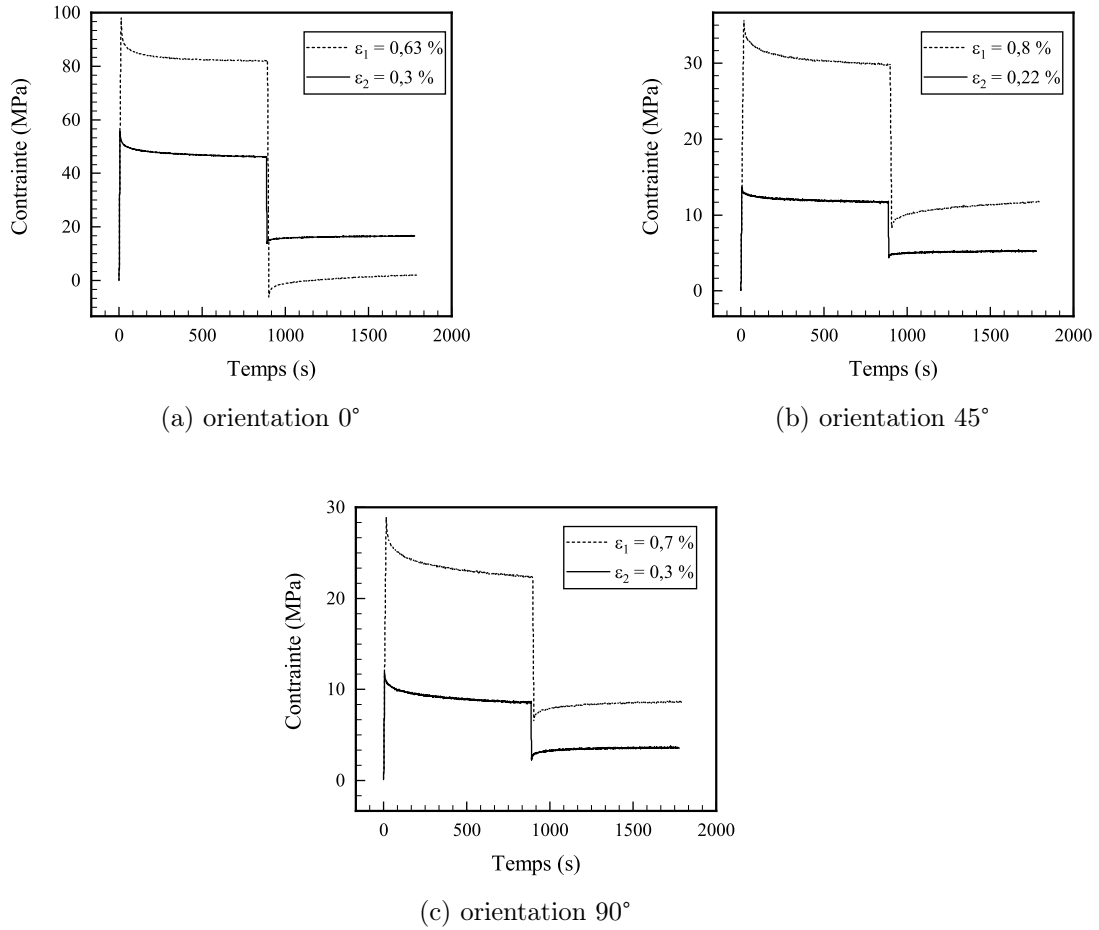 Contrainte (MPa)
100
80
60
40
20
0
ε1 = 0,63 %
ε2 = 0,3 %
0 500 1000 1500 2000
Temps (s)
(a) orientation 0°
Contrainte (MPa)
30
20
10
0
ε1 = 0,8 %
ε2 = 0,22 %
0 500 1000 1500 2000
Temps (s)
(b) orientation 45°
Contrainte (MPa)
30
20
10
0
ε1 = 0,7 %
ε2 = 0,3 %
0 500 1000 1500 2000
Temps (s)
(c) orientation 90°